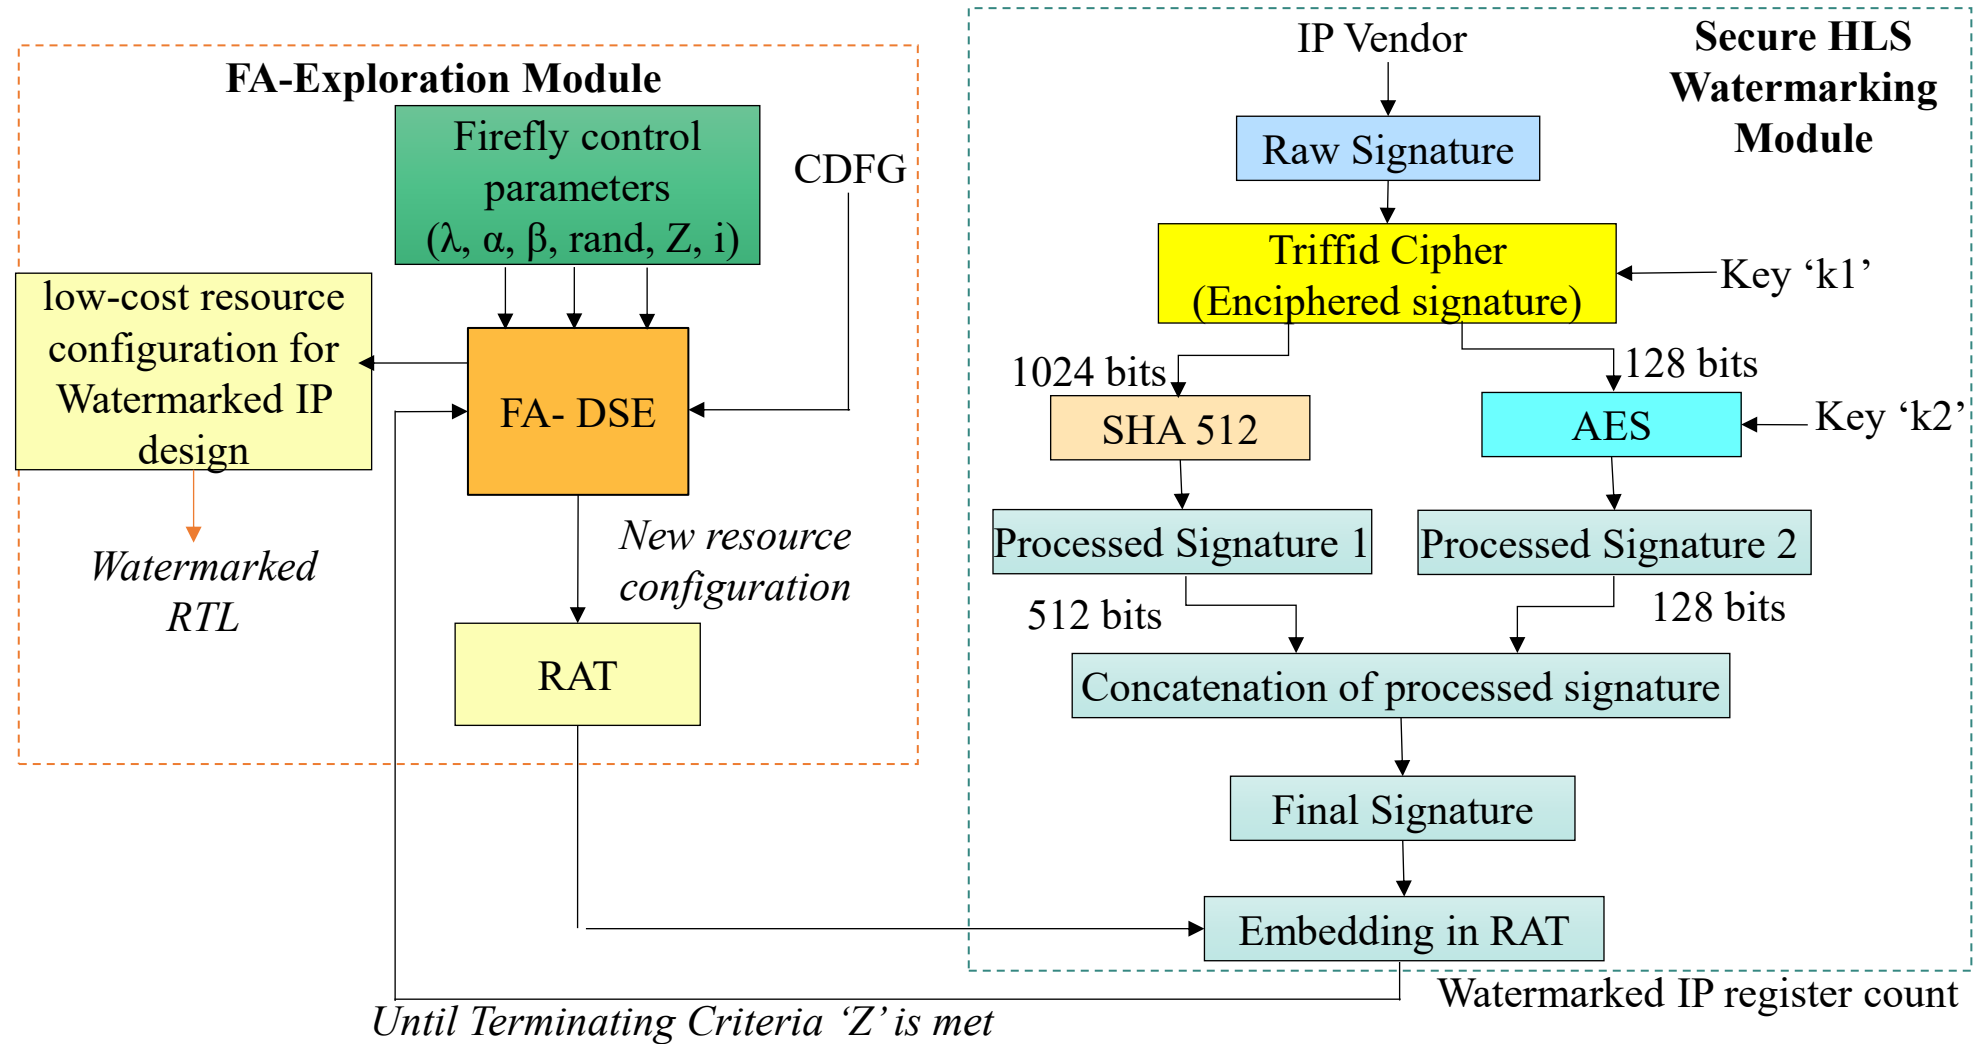 FA-Exploration Module
Firefly control
parameters
(λ, α, β, rand, Z, i)
CDFG
low-cost resource
configuration for
Watermarked IP
design
FA- DSE
Watermarked
RTL
New resource
configuration
RAT
Until Terminating Criteria ‘Z’ is met
Secure HLS
Watermarking
Module
IP Vendor
Raw Signature
Triffid Cipher
(Enciphered signature)
Key ‘k1’
1024 bits
128 bits
SHA 512
AES
Key ‘k2’
Processed Signature 1
Processed Signature 2
512 bits
128 bits
Concatenation of processed signature
Final Signature
Embedding in RAT
Watermarked IP register count